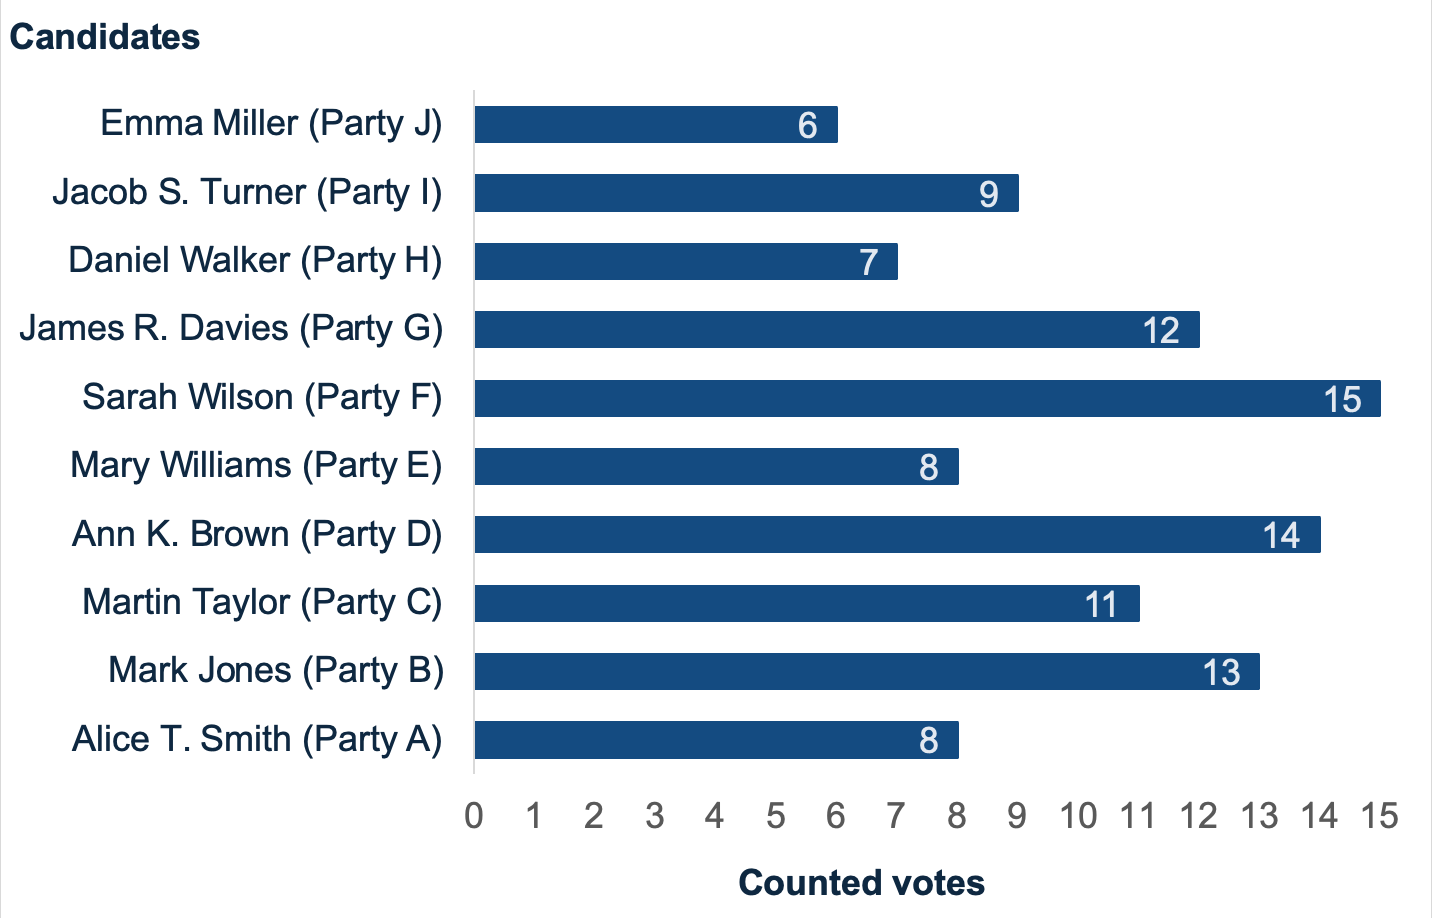 Candidates
Emma Miller (Party J) 6
Jacob S. Turner (Party I) 9
Daniel Walker (Party H) 7
James R. Davies (Party G) 12
Sarah Wilson (Party F) 15
Mary Williams (Party E) 8
Ann K. Brown (Party D) 14
Martin Taylor (Party C) 11
Mark Jones (Party B) 13
Alice T. Smith (Party A) 8
0 1 2 3 4 5 6 7 8 9 10 11 12 13 14 15
Counted votes